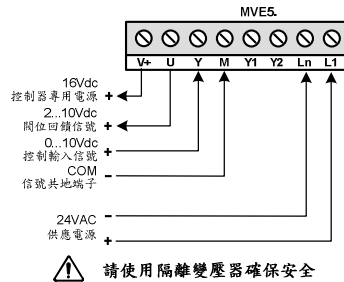 MVE5.
V+ U Y M Y1 Y2 Ln L1
16Vdc
控制器專用電源 +
2...10Vdc
閥位回饋信號 +
0...10Vdc
控制輸入信號 +
COM
信號共地端子 -
24VAC -
供應電源 +
請使用隔離變壓器確保安全